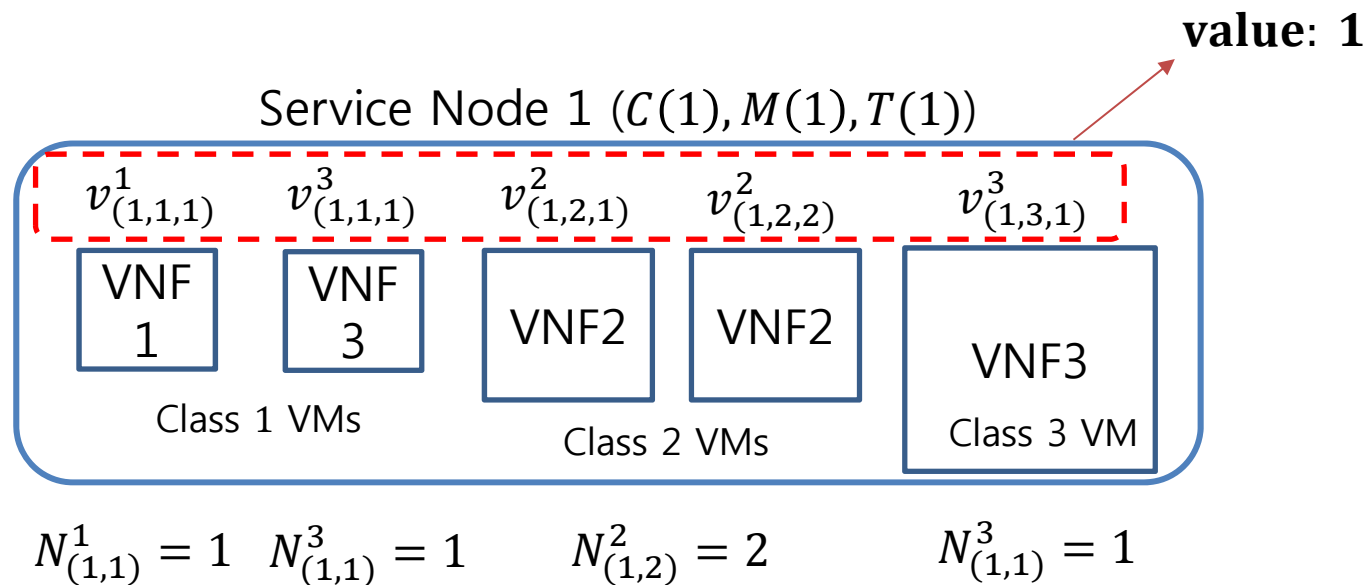 value: 1
Service Node 1 (C(1), M(1), T(1))
v^1_(1,1,1) v^3_(1,1,1) v^2_(1,2,1) v^2_(1,2,2) v^3_(1,3,1)
VNF
1
VNF
3
VNF2
VNF2
VNF3
Class 1 VMs
Class 2 VMs
Class 3 VM
N^1_(1,1) = 1 N^3_(1,1) = 1 N^2_(1,2) = 2 N^3_(1,1) = 1